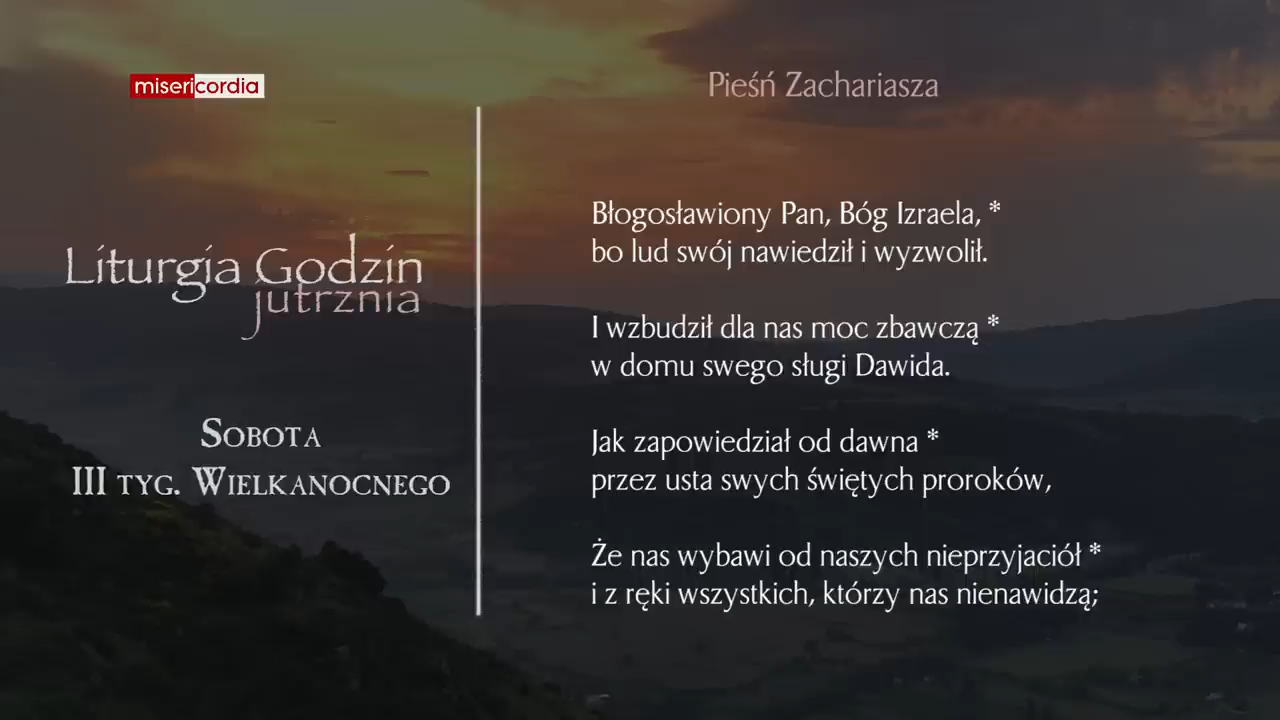 misericordia
Liturgia Godzin
jutrznia
Sobota
III tyg. Wielkanocnego
Pieśń Zachariasza
Błogosławiony Pan, Bóg Izraela, *
bo lud swój nawiedził i wyzwolił.
I wzbudził dla nas moc zbawczą *
w domu swego sługi Dawida.
Jak zapowiedział od dawna *
przez usta swych świętych proroków,
Że nas wybawi od naszych nieprzyjaciół *
i z ręki wszystkich, którzy nas nienawidzą;